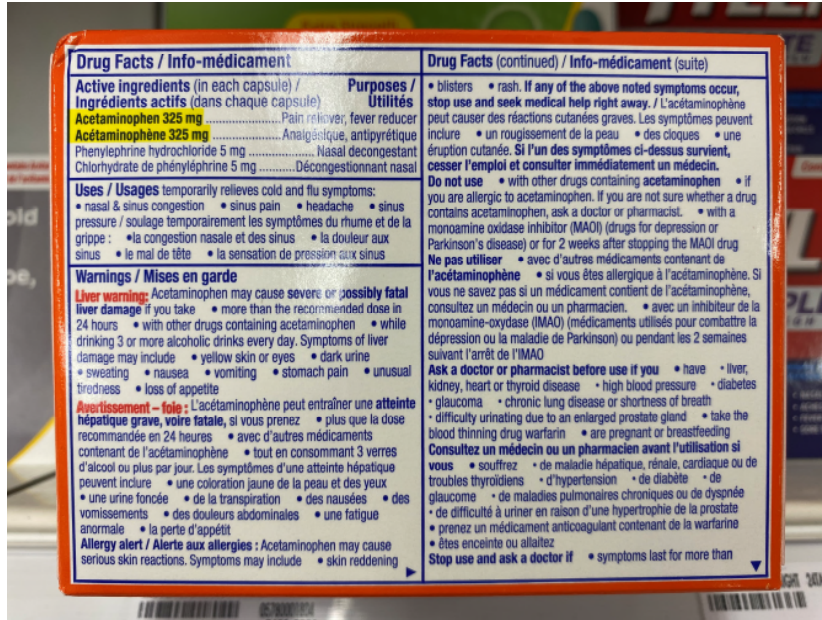 Drug Facts / Info-médicament
Active ingredients (in each capsule) / Purposes /
Ingrédients actifs (dans chaque capsule) Utilités
Acetaminophen 325 mg ..................Pain reliever, fever reducer
Acétaminophène 325 mg ..................Analgésique, antipyrétique
Phenylephrine hydrochloride 5 mg ..................Nasal decongestant
Chlorhydrate de phényléphrine 5 mg ..........Décongestionnant nasal
Uses / Usages temporarily relieves cold and flu symptoms:
• nasal & sinus congestion • sinus pain • headache • sinus
pressure / soulage temporairement les symptômes du rhume et de la
grippe : •la congestion nasale et des sinus • la douleur aux
sinus • le mal de tête • la sensation de pression aux sinus
Warnings / Mises en garde
Liver warning: Acetaminophen may cause severe or possibly fatal
liver damage if you take • more than the recommended dose in
24 hours • with other drugs containing acetaminophen • while
drinking 3 or more alcoholic drinks every day. Symptoms of liver
damage may include • yellow skin or eyes • dark urine
• sweating • nausea • vomiting • stomach pain • unusual
tiredness • loss of appetite
Avertissement – foie : L'acétaminophène peut entraîner une atteinte
hépatique grave, voire fatale, si vous prenez • plus que la dose
recommandée en 24 heures • avec d'autres médicaments
contenant de l'acétaminophène • tout en consommant 3 verres
d'alcool ou plus par jour. Les symptômes d'une atteinte hépatique
peuvent inclure • une coloration jaune de la peau et des yeux
• une urine foncée • de la transpiration • des nausées • des
vomissements • des douleurs abdominales • une fatigue
anormale • la perte d'appétit
Allergy alert / Alerte aux allergies : Acetaminophen may cause
serious skin reactions. Symptoms may include • skin reddening
Drug Facts (continued) / Info-médicament (suite)
• blisters • rash. If any of the above noted symptoms occur,
stop use and seek medical help right away. / L'acétaminophène
peut causer des réactions cutanées graves. Les symptômes peuvent
inclure • un rougissement de la peau • des cloques • une
éruption cutanée. Si l'un des symptômes ci-dessus survient,
cesser l'emploi et consulter immédiatement un médecin.
Do not use • with other drugs containing acetaminophen • if
you are allergic to acetaminophen. If you are not sure whether a drug
contains acetaminophen, ask a doctor or pharmacist. • with a
monoamine oxidase inhibitor (MAOI) (drugs for depression or
Parkinson's disease) or for 2 weeks after stopping the MAOI drug
Ne pas utiliser • avec d'autres médicaments contenant de
l'acétaminophène • si vous êtes allergique à l'acétaminophène. Si
vous ne savez pas si un médicament contient de l'acétaminophène,
consultez un médecin ou un pharmacien. • avec un inhibiteur de la
monoamine-oxydase (IMAO) (médicaments utilisés pour combattre la
dépression ou la maladie de Parkinson) ou pendant les 2 semaines
suivant l'arrêt de l'IMAO
Ask a doctor or pharmacist before use if you • have • liver,
kidney, heart or thyroid disease • high blood pressure • diabetes
• glaucoma • chronic lung disease or shortness of breath
• difficulty urinating due to an enlarged prostate gland • take the
blood thinning drug warfarin • are pregnant or breastfeeding
Consultez un médecin ou un pharmacien avant l'utilisation si
vous • souffrez • de maladie hépatique, rénale, cardiaque ou de
troubles thyroïdiens • d'hypertension • de diabète • de
glaucome • de maladies pulmonaires chroniques ou de dyspnée
• de difficulté à uriner en raison d'une hypertrophie de la prostate
• prenez un médicament anticoagulant contenant de la warfarine
• êtes enceinte ou allaitez
Stop use and ask a doctor if • symptoms last for more than